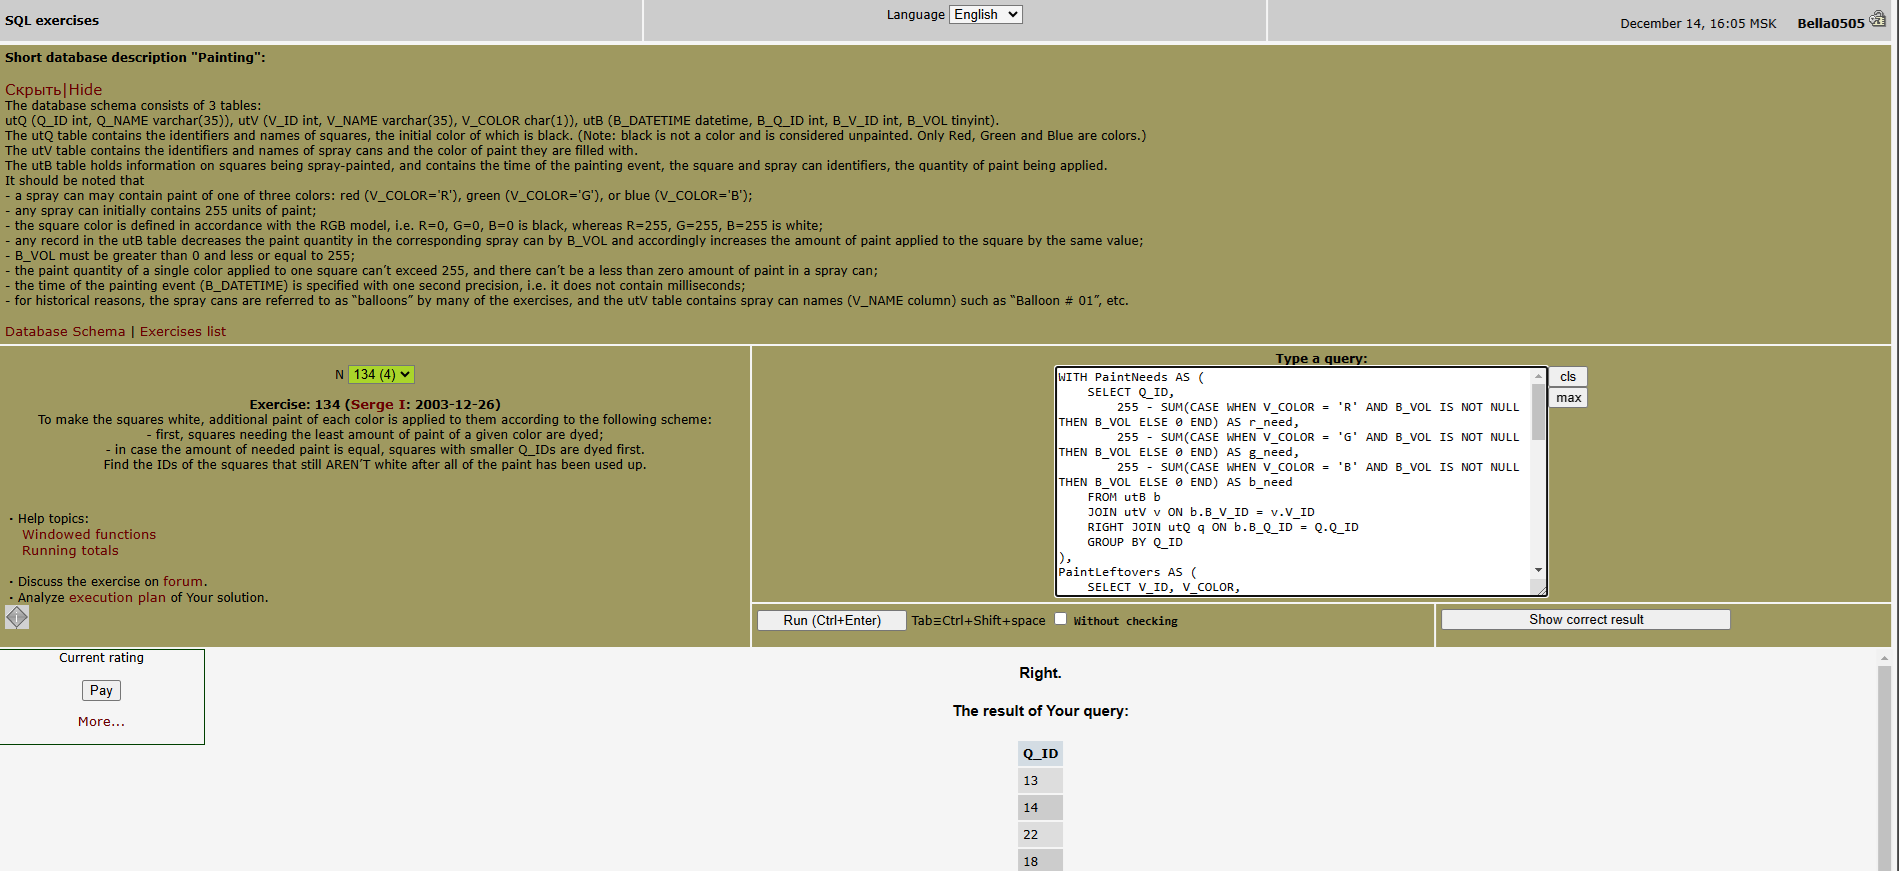 SQL exercises
Language English
December 14, 16:05 MSK Bella0505
Short database description "Painting":
Скрыть|Hide
The database schema consists of 3 tables:
utQ (Q_ID int, Q_NAME varchar(35)), utV (V_ID int, V_NAME varchar(35), V_COLOR char(1)), utB (B_DATETIME datetime, B_Q_ID int, B_V_ID int, B_VOL tinyint).
The utQ table contains the identifiers and names of squares, the initial color of which is black. (Note: black is not a color and is considered unpainted. Only Red, Green and Blue are colors.)
The utV table contains the identifiers and names of spray cans and the color of paint they are filled with.
The utB table holds information on squares being spray-painted, and contains the time of the painting event, the square and spray can identifiers, the quantity of paint being applied.
It should be noted that
- a spray can may contain paint of one of three colors: red (V_COLOR='R'), green (V_COLOR='G'), or blue (V_COLOR='B');
- any spray can initially contains 255 units of paint;
- the square color is defined in accordance with the RGB model, i.e. R=0, G=0, B=0 is black, whereas R=255, G=255, B=255 is white;
- any record in the utB table decreases the paint quantity in the corresponding spray can by B_VOL and accordingly increases the amount of paint applied to the square by the same value;
- B_VOL must be greater than 0 and less or equal to 255;
- the paint quantity of a single color applied to one square can’t exceed 255, and there can’t be a less than zero amount of paint in a spray can;
- the time of the painting event (B_DATETIME) is specified with one second precision, i.e. it does not contain milliseconds;
- for historical reasons, the spray cans are referred to as “balloons” by many of the exercises, and the utV table contains spray can names (V_NAME column) such as “Balloon # 01”, etc.
Database Schema | Exercises list
N 134 (4)
Exercise: 134 (Serge I: 2003-12-26)
To make the squares white, additional paint of each color is applied to them according to the following scheme:
- first, squares needing the least amount of paint of a given color are dyed;
- in case the amount of needed paint is equal, squares with smaller Q_IDs are dyed first.
Find the IDs of the squares that still AREN’T white after all of the paint has been used up.
· Help topics:
Windowed functions
Running totals
· Discuss the exercise on forum.
· Analyze execution plan of Your solution.
Type a query:
WITH PaintNeeds AS (
SELECT Q_ID,
255 - SUM(CASE WHEN V_COLOR = 'R' AND B_VOL IS NOT NULL
THEN B_VOL ELSE 0 END) AS r_need,
255 - SUM(CASE WHEN V_COLOR = 'G' AND B_VOL IS NOT NULL
THEN B_VOL ELSE 0 END) AS g_need,
255 - SUM(CASE WHEN V_COLOR = 'B' AND B_VOL IS NOT NULL
THEN B_VOL ELSE 0 END) AS b_need
FROM utB b
JOIN utV v ON b.B_V_ID = v.V_ID
RIGHT JOIN utQ q ON b.B_Q_ID = Q.Q_ID
GROUP BY Q_ID
),
PaintLeftovers AS (
SELECT V_ID, V_COLOR,
cls
max
Run (Ctrl+Enter) Tab≡Ctrl+Shift+space Without checking
Show correct result
Current rating
Pay
More...
Right.
The result of Your query:
Q_ID
13
14
22
18